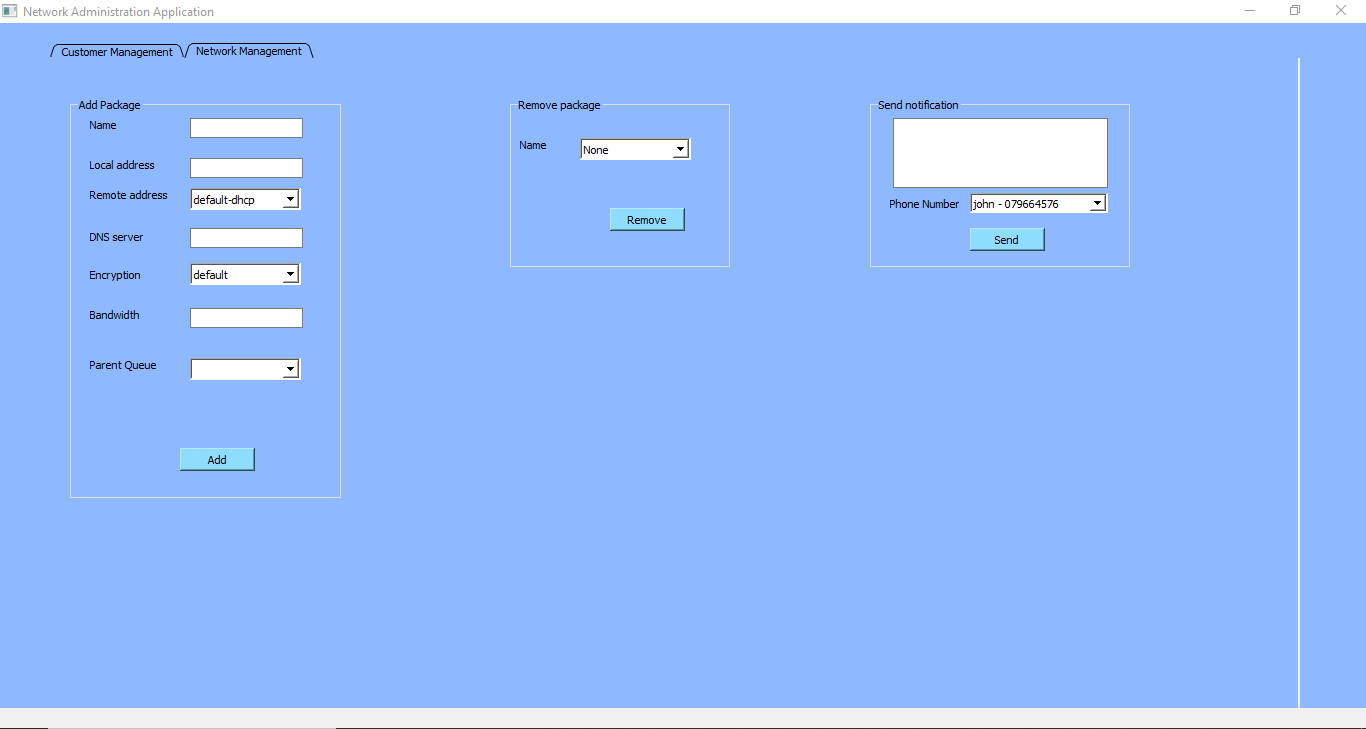 Network Administration Application
Customer Management
Network Management
Add Package
Name
Local address
Remote address default-dhcp
DNS server
Encryption default
Bandwidth
Parent Queue
Add
Remove package
Name None
Remove
Send notification
Phone Number john - 079664576
Send